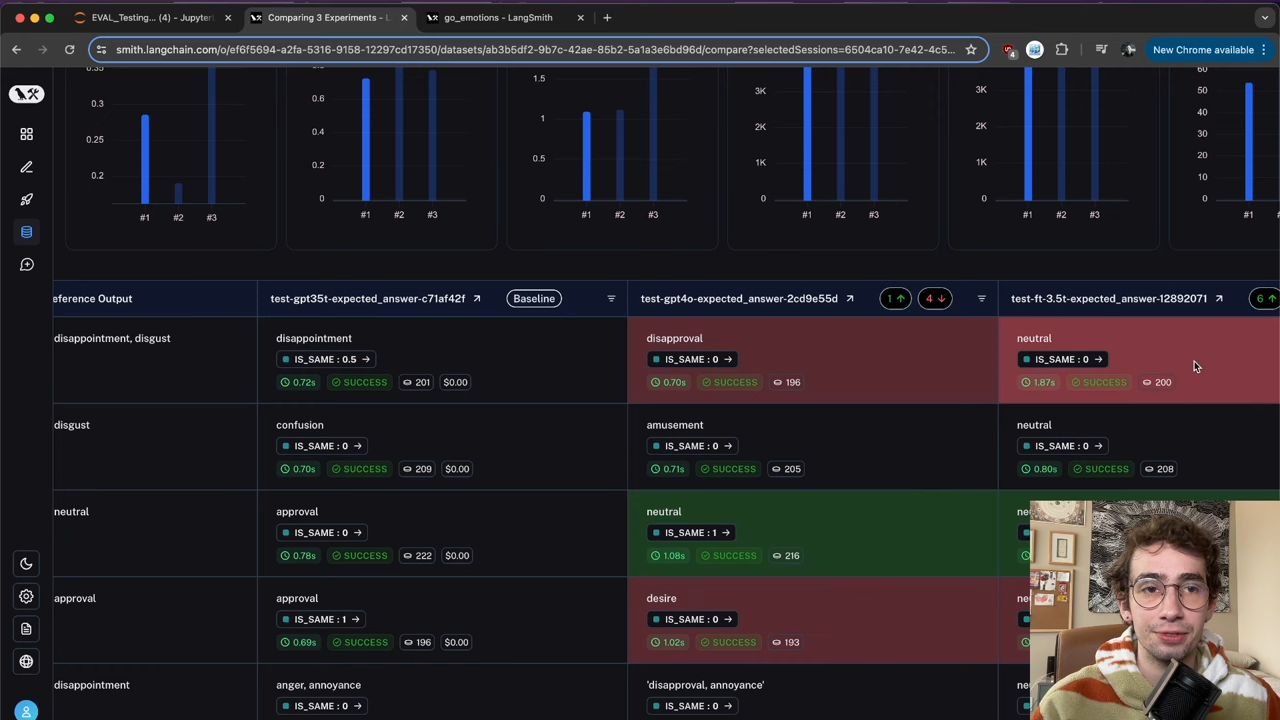 EVAL_Testing... (4) - Jupyter
Comparing 3 Experiments - L
go_emotions - LangSmith
smith.langchain.com/o/ef6f5694-a2fa-5316-9158-12297cd17350/datasets/ab3b5df2-9b7c-42ae-85b2-5a1a3e6bd96d/compare?selectedSessions=6504ca10-7e42-4c5...
4
New Chrome available
0.35
0.3
0.25
0.2
#1 #2 #3
0.8
0.6
0.4
0.2
0
#1 #2 #3
1.5
1
0.5
0
#1 #2 #3
3K
2K
1K
0
#1 #2 #3
3K
2K
1K
0
#1 #2 #3
60
50
40
30
20
10
0
#1
eference Output
test-gpt35t-expected_answer-c71af42f
Baseline
test-gpt4o-expected_answer-2cd9e55d
1↑ 4↓
test-ft-3.5t-expected_answer-12892071
6↑
disappointment, disgust
disappointment
IS_SAME : 0.5 →
0.72s SUCCESS 201 $0.00
disapproval
IS_SAME : 0 →
0.70s SUCCESS 196
neutral
IS_SAME : 0 →
1.87s SUCCESS 200
disgust
confusion
IS_SAME : 0 →
0.70s SUCCESS 209 $0.00
amusement
IS_SAME : 0 →
0.71s SUCCESS 205
neutral
IS_SAME : 0 →
0.80s SUCCESS 208
neutral
approval
IS_SAME : 0 →
0.78s SUCCESS 222 $0.00
neutral
IS_SAME : 1 →
1.08s SUCCESS 216
approval
approval
IS_SAME : 1 →
0.69s SUCCESS 196 $0.00
desire
IS_SAME : 0 →
1.02s SUCCESS 193
disappointment
anger, annoyance
IS_SAME : 0 →
'disapproval, annoyance'
IS_SAME : 0 →